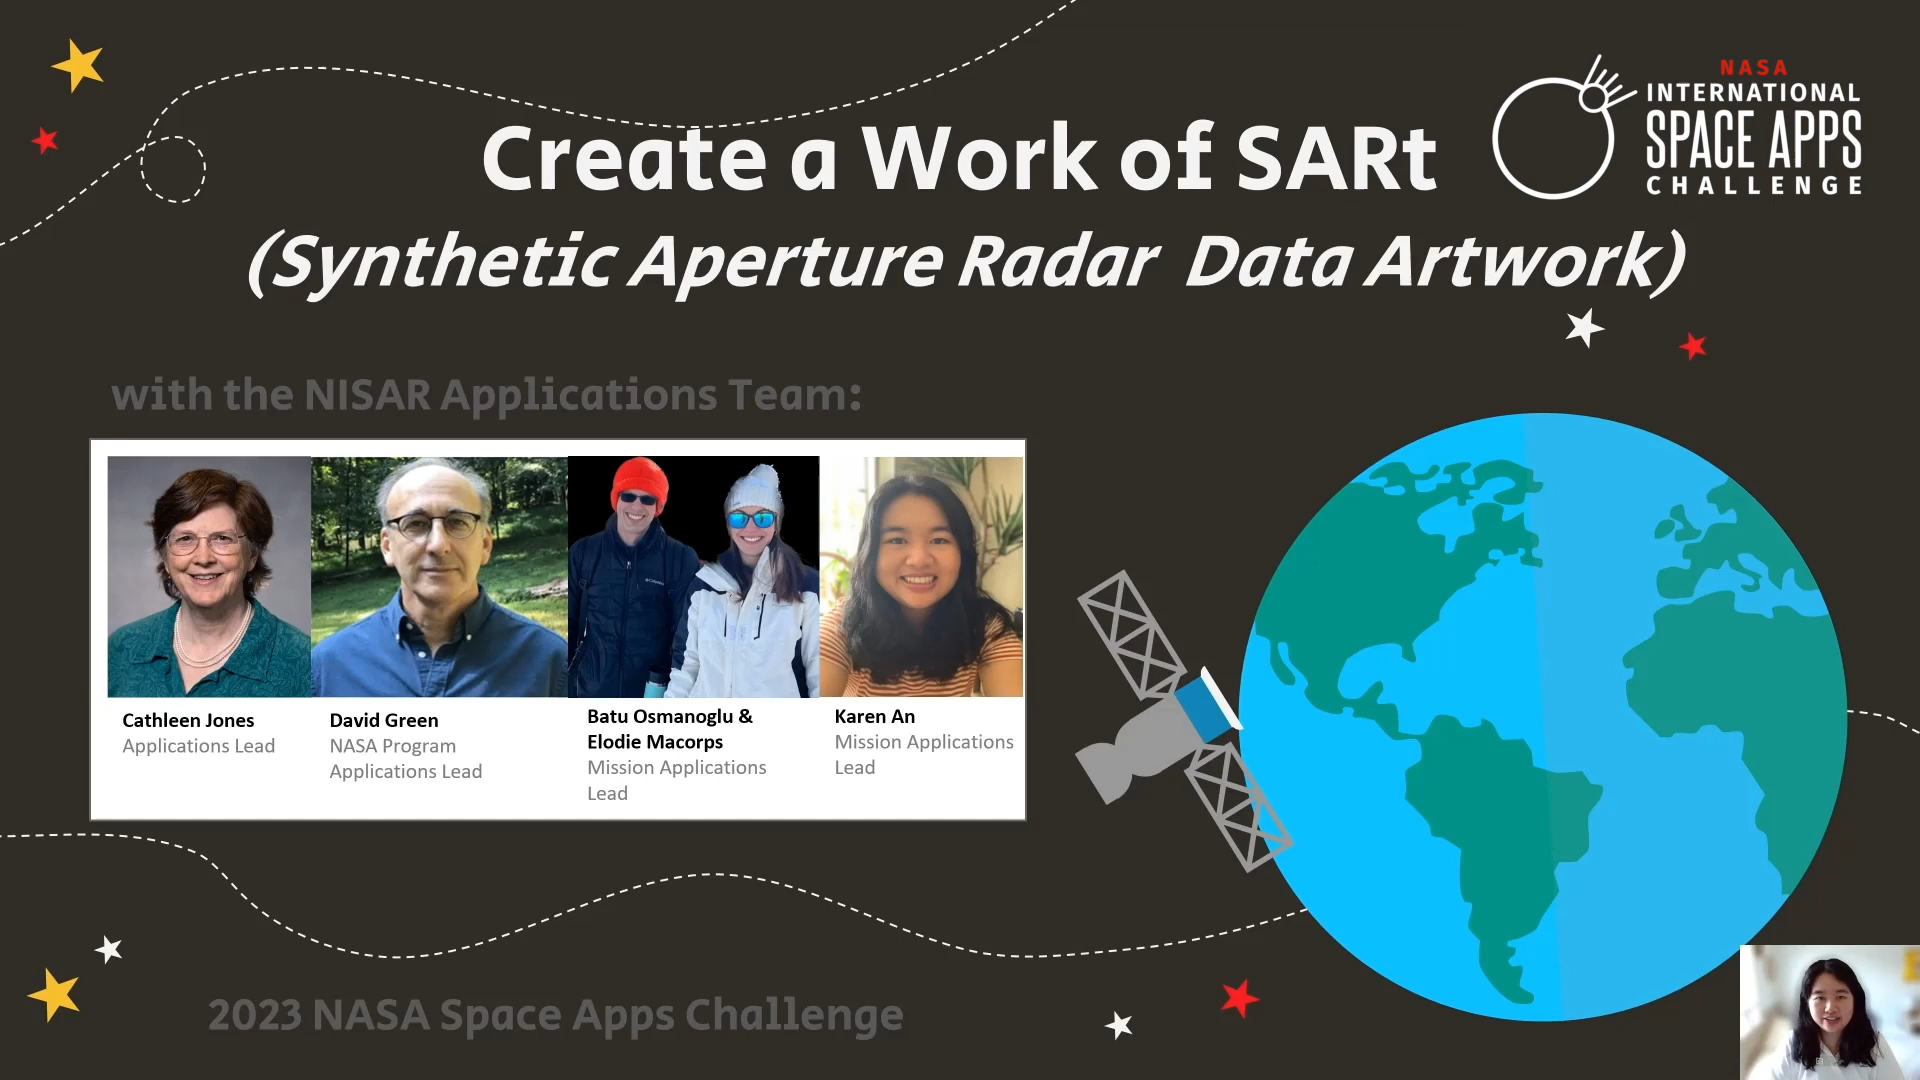 NASA
INTERNATIONAL
SPACE APPS
CHALLENGE
Create a Work of SARt
(Synthetic Aperture Radar Data Artwork)
with the NISAR Applications Team:
Cathleen Jones
Applications Lead
David Green
NASA Program
Applications Lead
Batu Osmanoglu &
Elodie Macorps
Mission Applications
Lead
Karen An
Mission Applications
Lead
2023 NASA Space Apps Challenge